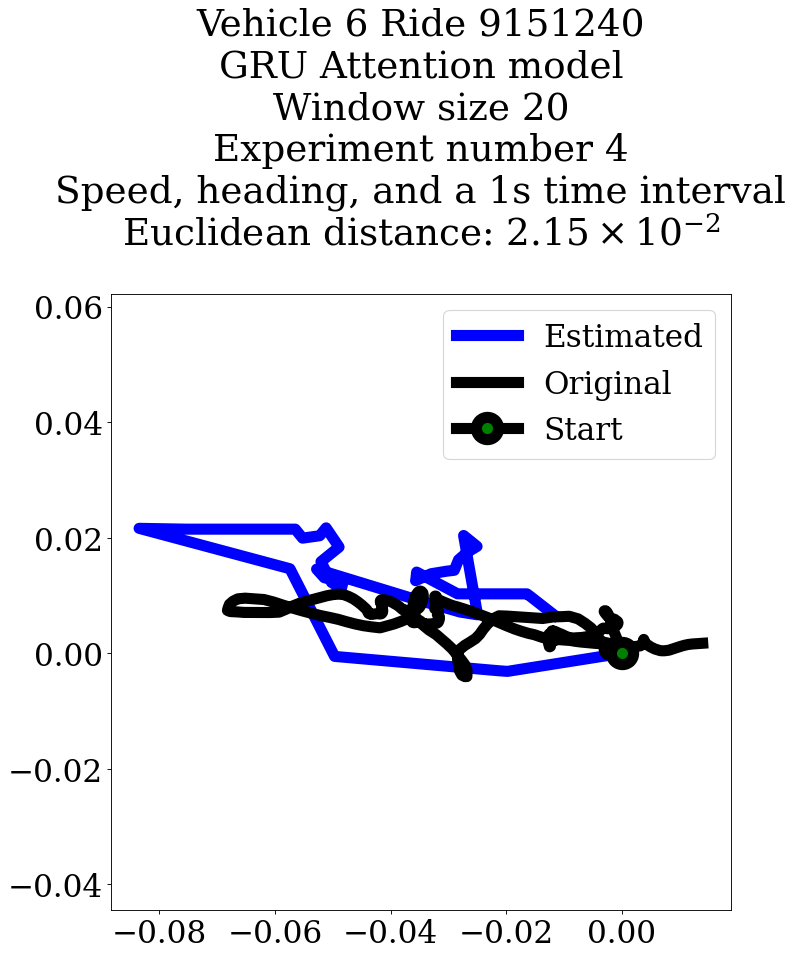 Vehicle 6 Ride 9151240
GRU Attention model
Window size 20
Experiment number 4
Speed, heading, and a 1s time interval
Euclidean distance: 2.15 × 10⁻²
0.06
0.04
0.02
0.00
−0.02
−0.04
Estimated
Original
Start
−0.08 −0.06 −0.04 −0.02 0.00